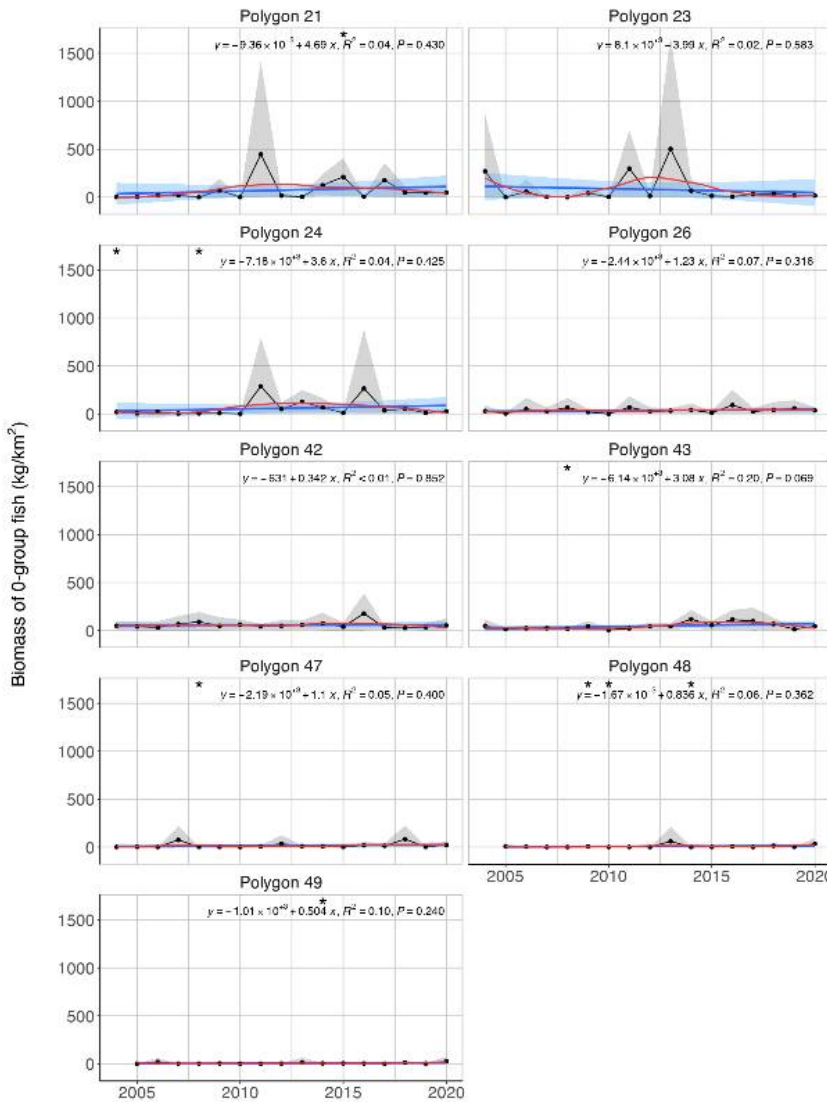 Polygon 21
Polygon 23
y = −9.36 × 10⁺³ + 4.69 x, R² = 0.04, P = 0.430
y = 8.1 × 10⁺³ − 3.99 x, R² = 0.02, P = 0.583
1500
1000
500
0
Polygon 24
Polygon 26
* *
y = −7.18 × 10⁺³ + 3.6 x, R² = 0.04, P = 0.425
y = −2.44 × 10⁺³ + 1.23 x, R² = 0.07, P = 0.316
1500
1000
500
0
Polygon 42
Polygon 43
y = −631 + 0.342 x, R² < 0.01, P = 0.852
y = −6.14 × 10⁺³ + 3.08 x, R² = 0.20, P = 0.069
1500
1000
500
0
Biomass of 0-group fish (kg/km²)
Polygon 47
Polygon 48
y = −2.19 × 10⁺³ + 1.1 x, R² = 0.05, P = 0.400
y = −1.67 × 10⁺³ + 0.836 x, R² = 0.06, P = 0.362
1500
1000
500
0
2005 2010 2015 2020
Polygon 49
y = −1.01 × 10⁺³ + 0.504 x, R² = 0.10, P = 0.240
1500
1000
500
0
2005 2010 2015 2020